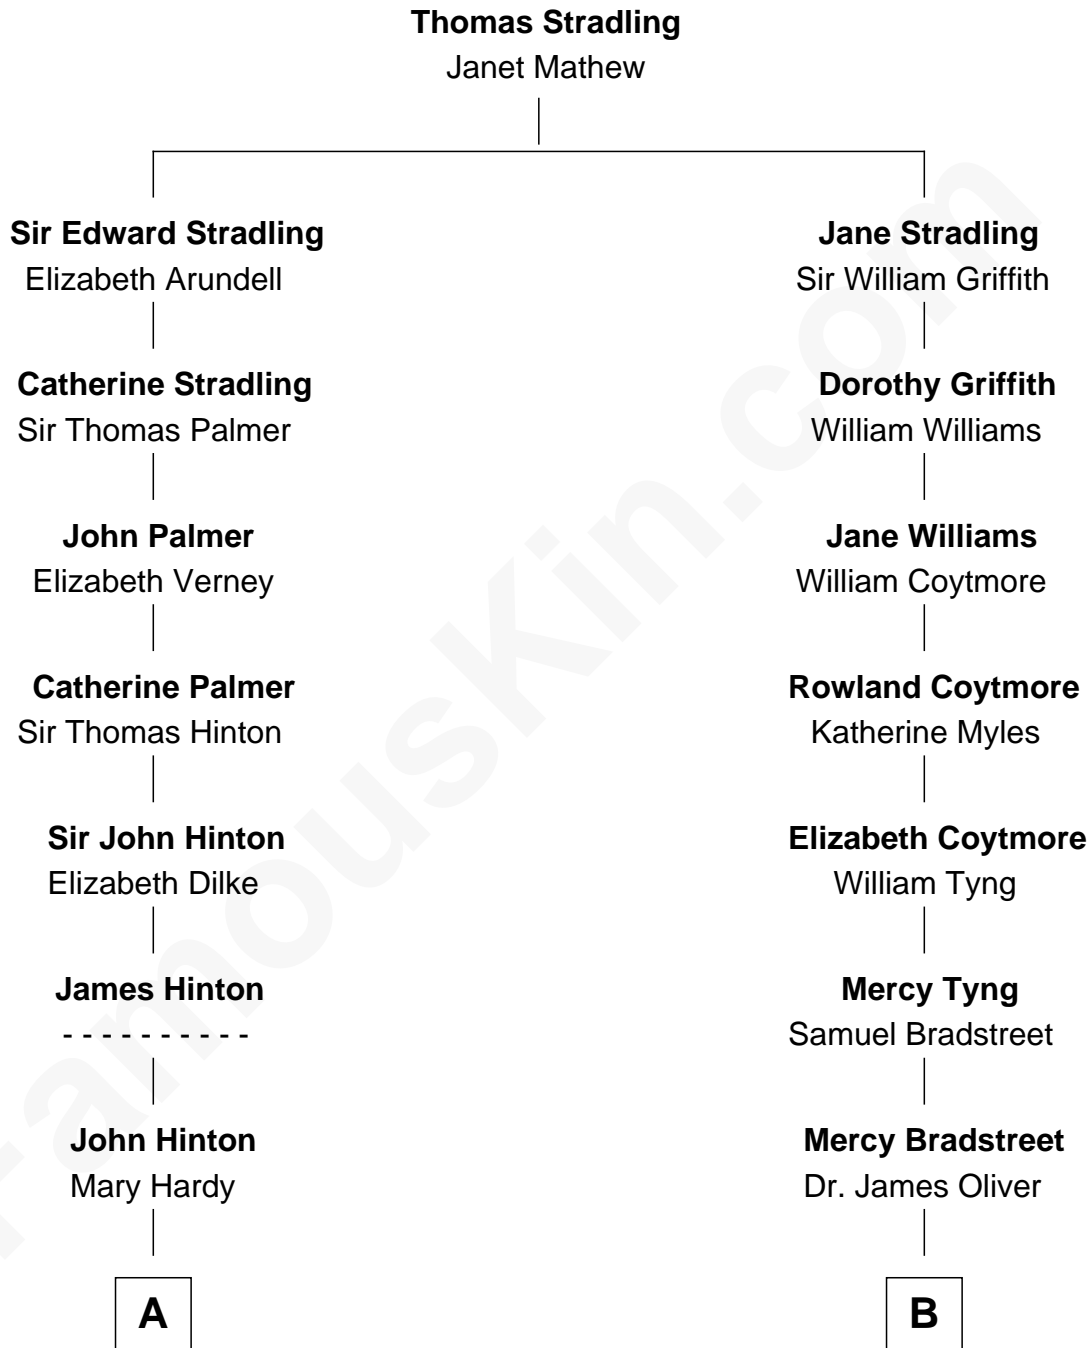 Thomas Stradling
Janet Mathew
Sir Edward Stradling
Elizabeth Arundell
Jane Stradling
Sir William Griffith
Catherine Stradling
Sir Thomas Palmer
Dorothy Griffith
William Williams
John Palmer
Elizabeth Verney
Jane Williams
William Coytmore
Catherine Palmer
Sir Thomas Hinton
Rowland Coytmore
Katherine Myles
Sir John Hinton
Elizabeth Dilke
Elizabeth Coytmore
William Tyng
James Hinton
- - - - - - - - - -
Mercy Tyng
Samuel Bradstreet
John Hinton
Mary Hardy
Mercy Bradstreet
Dr. James Oliver
A
B
FamousKin.com